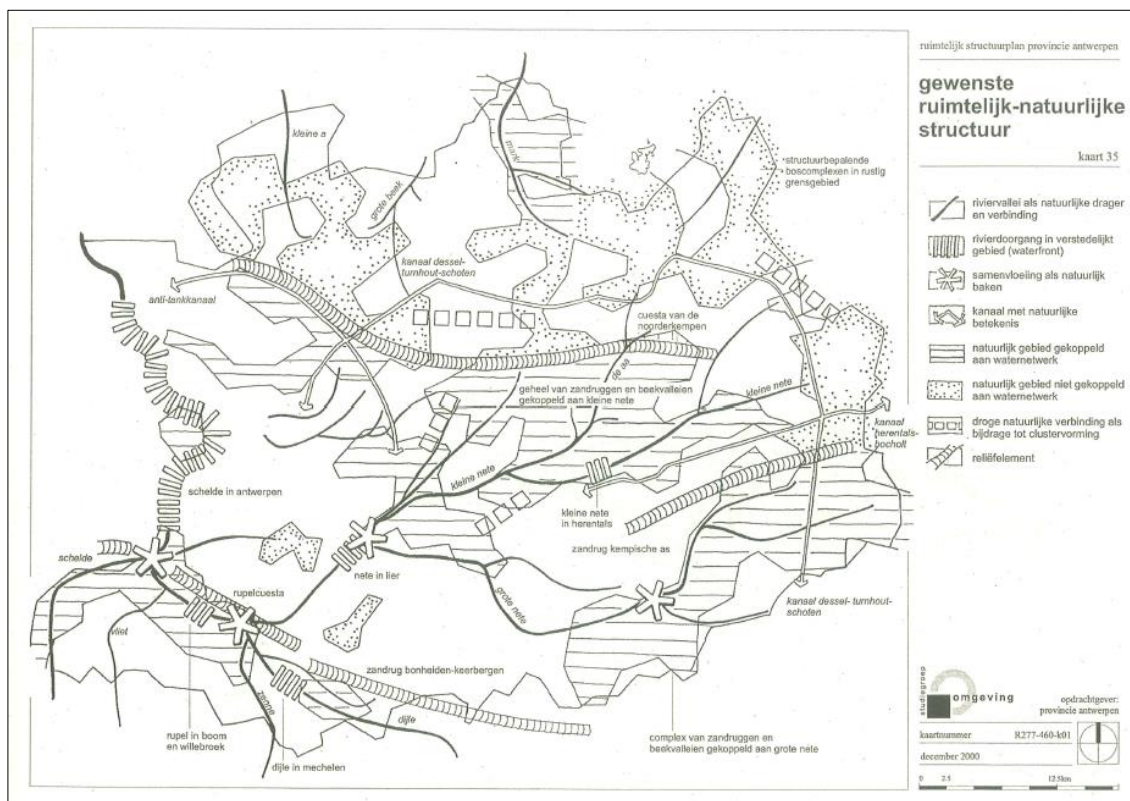 ruimtelijk structuurplan provincie antwerpen
gewenste
ruimtelijk-natuurlijke
structuur
kaart 35
riviervallei als natuurlijke drager
en verbinding
rivierdoorgang in verstedelijkt
gebied (waterfront)
samenvloeiing als natuurlijk
baken
kanaal met natuurlijke
betekenis
natuurlijk gebied gekoppeld
aan waternetwerk
natuurlijk gebied niet gekoppeld
aan waternetwerk
droge natuurlijke verbinding als
bijdrage tot clustervorming
reliëfelement
kleine a
mark
grote beek
structuurbepalende
boscomplexen in rustig
grensgebied
kanaal dessel-
turnhout-schoten
anti-tankkanaal
cuesta van de
noorderkempen
de aa
geheel van zandruggen en beekvalleien
gekoppeld aan kleine nete
kleine nete
kanaal
herentals-
bocholt
kleine nete
schelde in antwerpen
kleine nete
in herentals
zandrug kempische as
schelde
nete in lier
rupelcuesta
grote nete
kanaal dessel- turnhout-
schoten
vliet
zandrug bonheiden-keerbergen
zenne
dijle
rupel in boom
en willebroek
dijle in mechelen
complex van zandruggen en
beekvalleien gekoppeld aan grote nete
studiegroep
omgeving
opdrachtgever:
provincie antwerpen
kaartnummer R277-460-k01
december 2000
0 2.5 12.5km